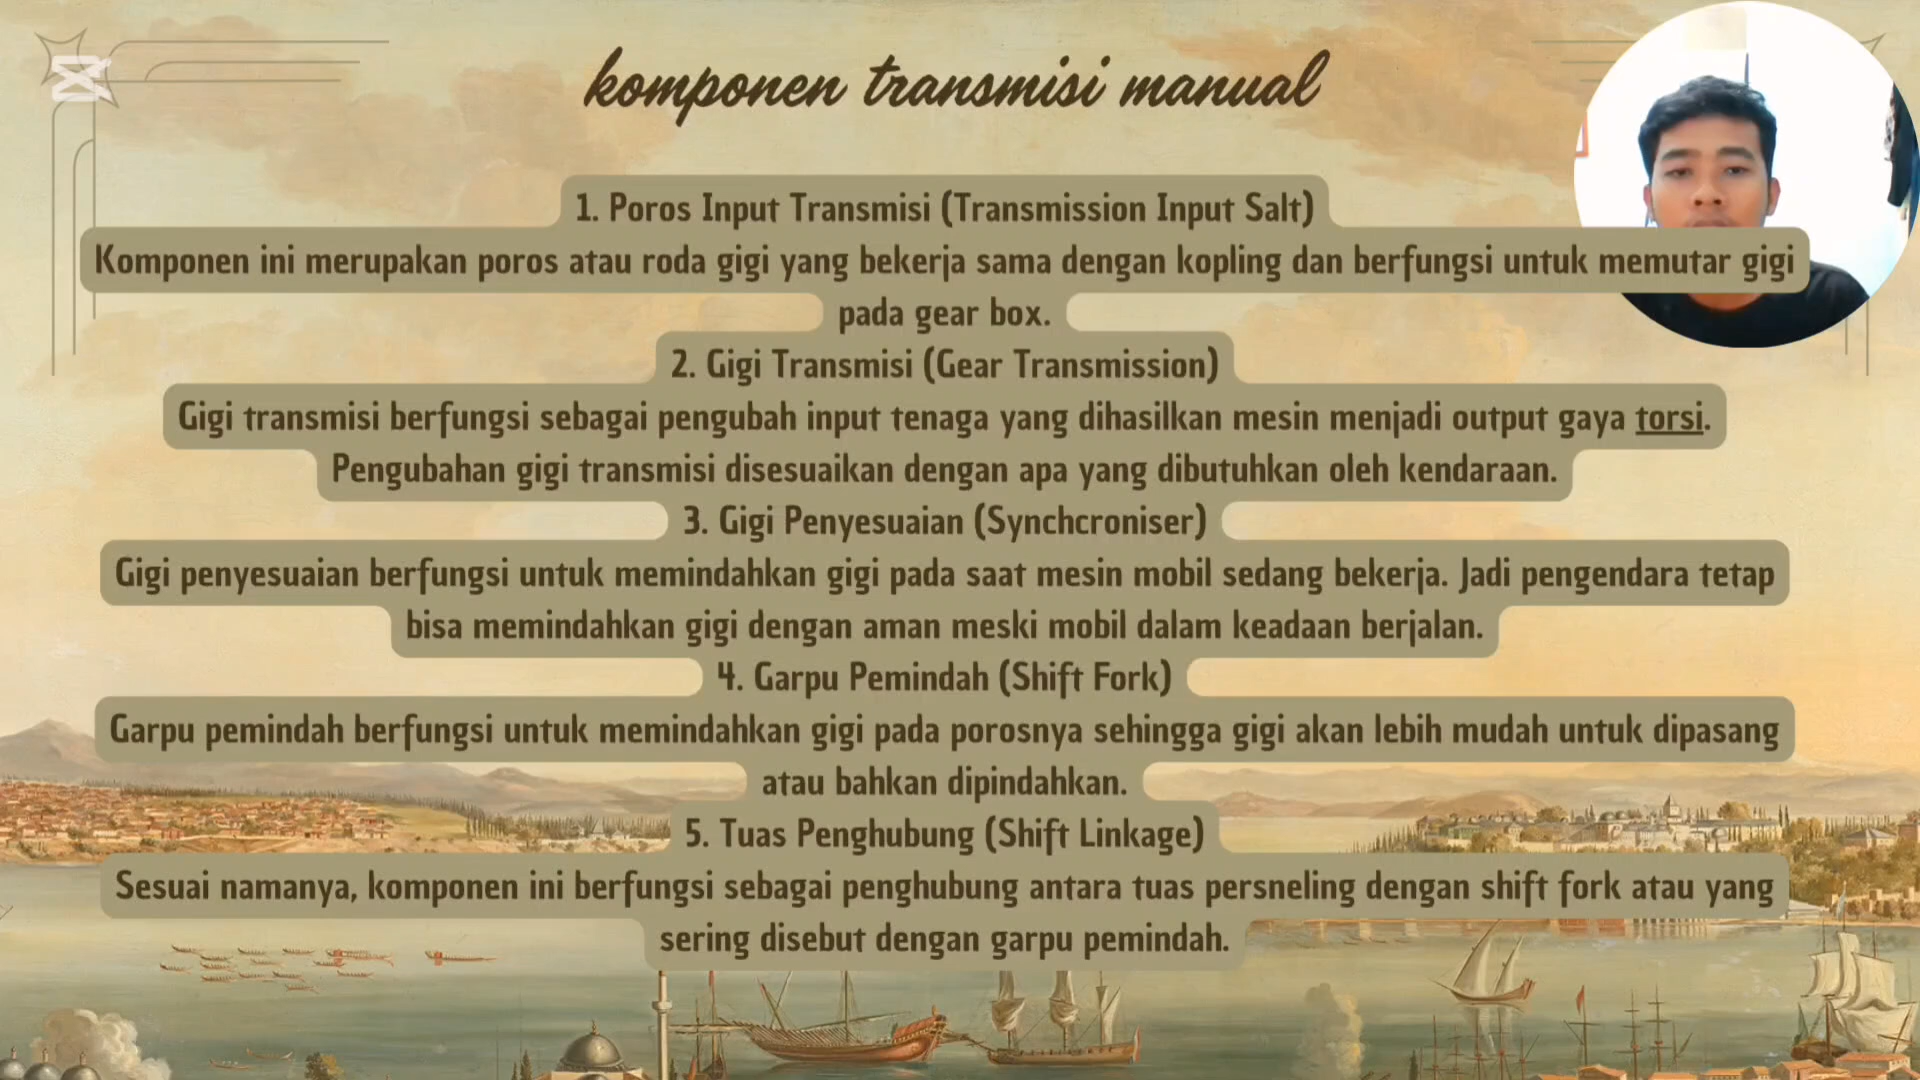 komponen transmisi manual
1. Poros Input Transmisi (Transmission Input Salt)
Komponen ini merupakan poros atau roda gigi yang bekerja sama dengan kopling dan berfungsi untuk memutar gigi
pada gear box.
2. Gigi Transmisi (Gear Transmission)
Gigi transmisi berfungsi sebagai pengubah input tenaga yang dihasilkan mesin menjadi output gaya torsi.
Pengubahan gigi transmisi disesuaikan dengan apa yang dibutuhkan oleh kendaraan.
3. Gigi Penyesuaian (Synchcroniser)
Gigi penyesuaian berfungsi untuk memindahkan gigi pada saat mesin mobil sedang bekerja. Jadi pengendara tetap
bisa memindahkan gigi dengan aman meski mobil dalam keadaan berjalan.
4. Garpu Pemindah (Shift Fork)
Garpu pemindah berfungsi untuk memindahkan gigi pada porosnya sehingga gigi akan lebih mudah untuk dipasang
atau bahkan dipindahkan.
5. Tuas Penghubung (Shift Linkage)
Sesuai namanya, komponen ini berfungsi sebagai penghubung antara tuas persneling dengan shift fork atau yang
sering disebut dengan garpu pemindah.